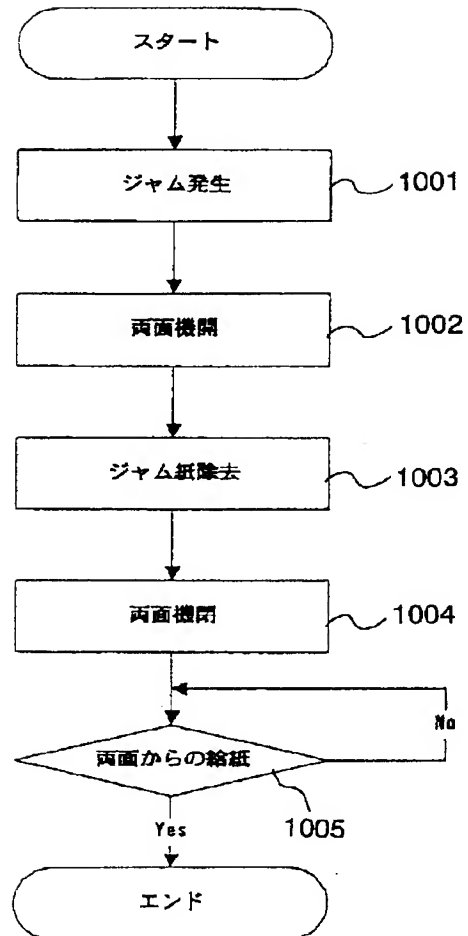 スタート
ジャム発生
1001
両面機開
1002
ジャム紙除去
1003
両面機閉
1004
No
両面からの給紙
1005
Yes
エンド